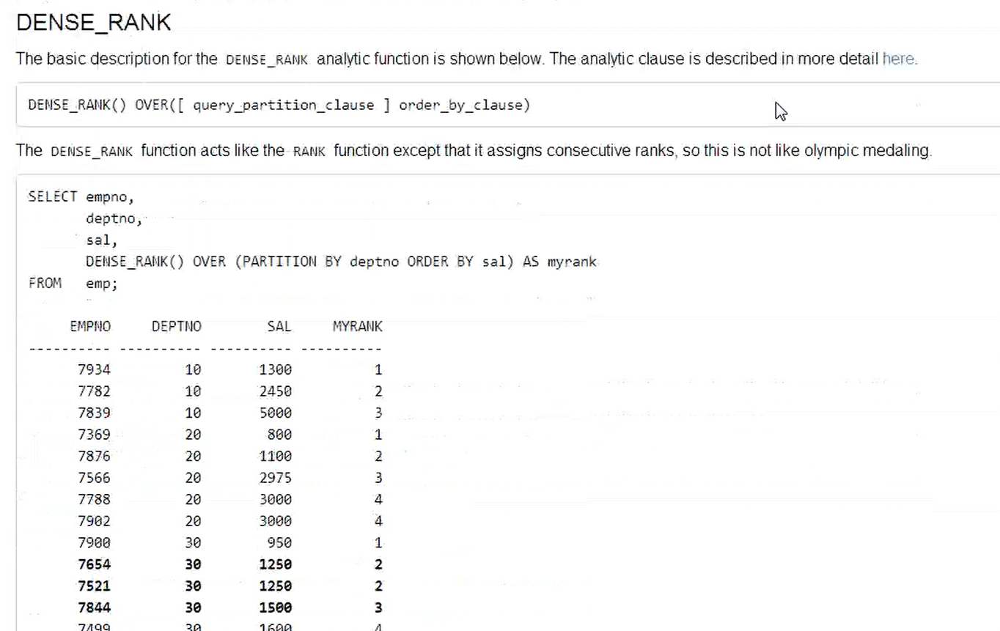 DENSE_RANK
The basic description for the DENSE_RANK analytic function is shown below. The analytic clause is described in more detail here.
DENSE_RANK() OVER([ query_partition_clause ] order_by_clause)
The DENSE_RANK function acts like the RANK function except that it assigns consecutive ranks, so this is not like olympic medaling.
SELECT empno,
       deptno,
       sal,
       DENSE_RANK() OVER (PARTITION BY deptno ORDER BY sal) AS myrank
FROM   emp;
     EMPNO     DEPTNO        SAL     MYRANK
---------- ---------- ---------- ----------
      7934         10       1300          1
      7782         10       2450          2
      7839         10       5000          3
      7369         20        800          1
      7876         20       1100          2
      7566         20       2975          3
      7788         20       3000          4
      7902         20       3000          4
      7900         30        950          1
      7654         30       1250          2
      7521         30       1250          2
      7844         30       1500          3
      7499         30       1600          4